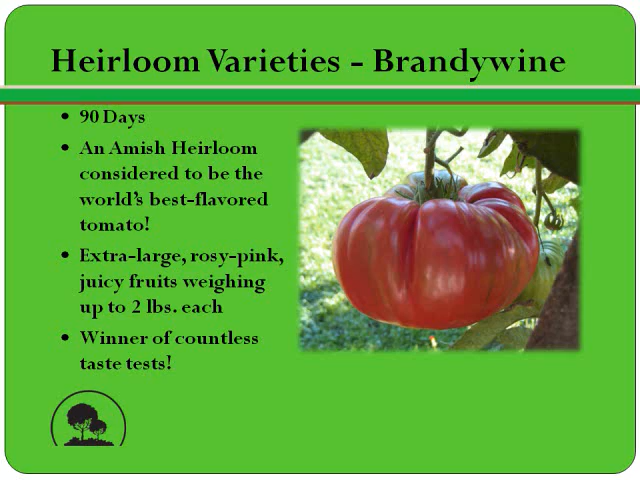 Heirloom Varieties - Brandywine
• 90 Days
• An Amish Heirloom
considered to be the
world's best-flavored
tomato!
• Extra-large, rosy-pink,
juicy fruits weighing
up to 2 lbs. each
• Winner of countless
taste tests!